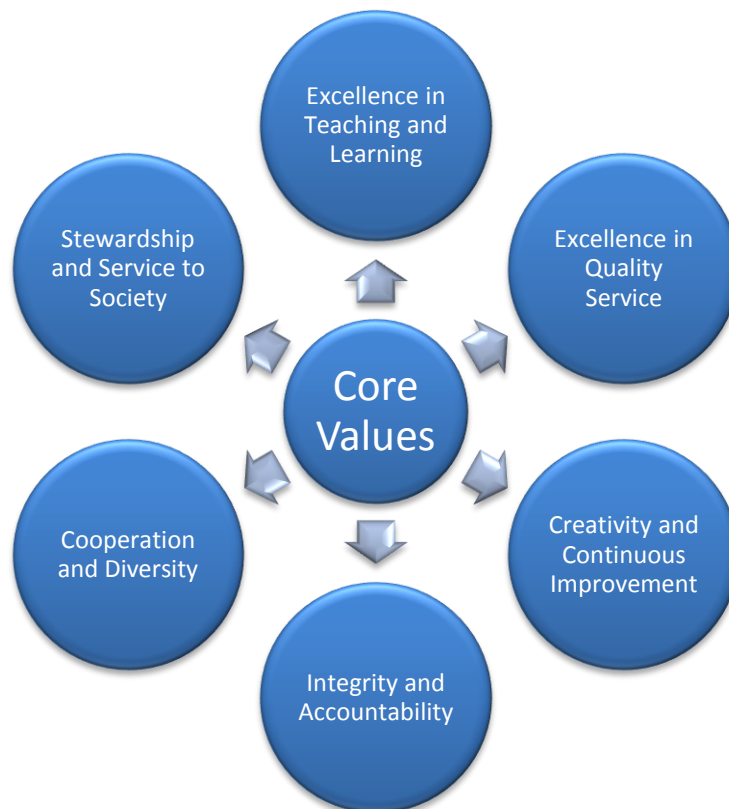 Excellence in
Teaching and
Learning
Stewardship
and Service to
Society
Excellence in
Quality
Service
Core
Values
Cooperation
and Diversity
Creativity and
Continuous
Improvement
Integrity and
Accountability